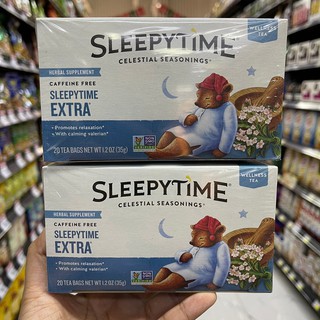 SLEEPYTIME®
WELLNESS TEA
CELESTIAL SEASONINGS®
HERBAL SUPPLEMENT
CAFFEINE FREE
SLEEPYTIME
EXTRA
• Promotes relaxation*
• With calming valerian*
20 TEA BAGS NET WT 1.2 OZ (35g)
SLEEPYTIME®
WELLNESS TEA
CELESTIAL SEASONINGS®
HERBAL SUPPLEMENT
CAFFEINE FREE
SLEEPYTIME
EXTRA
• Promotes relaxation*
• With calming valerian*
20 TEA BAGS NET WT 1.2 OZ (35g)